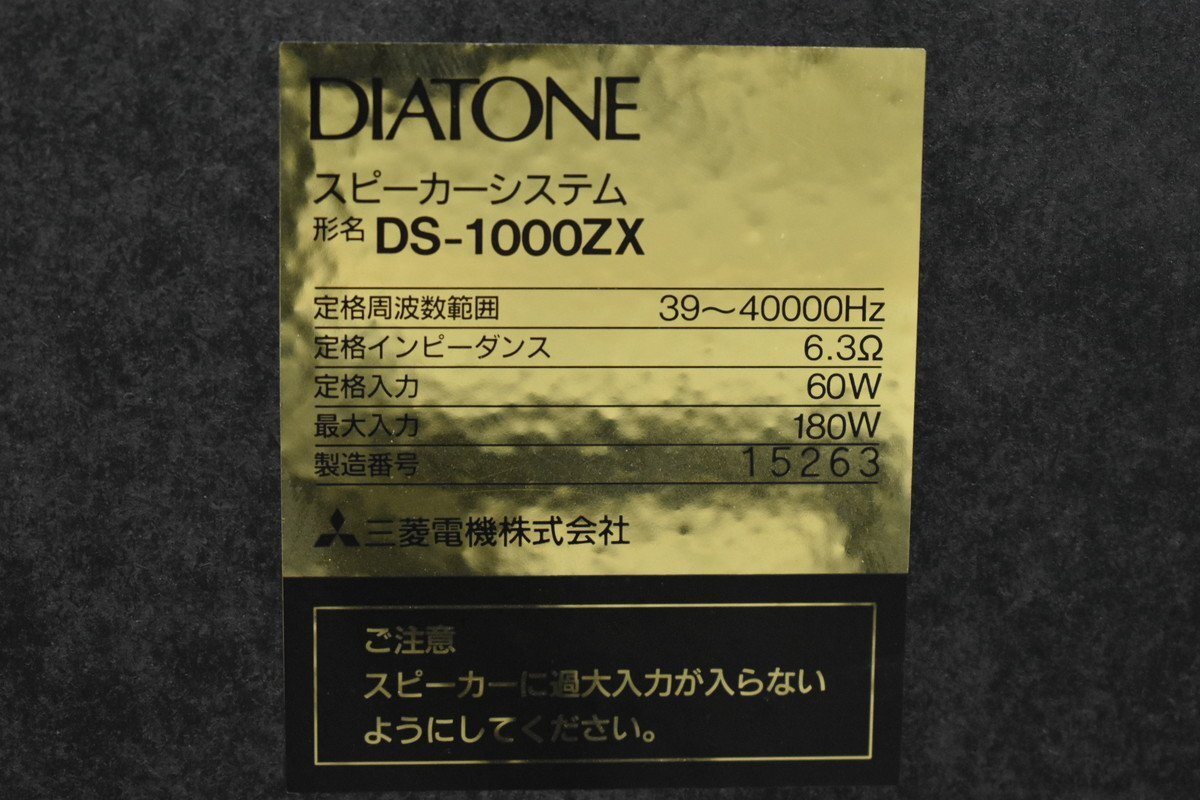 DIATONE
スピーカーシステム
形名 DS-1000ZX
定格周波数範囲 39～40000Hz
定格インピーダンス 6.3Ω
定格入力 60W
最大入力 180W
製造番号 15263
三菱電機株式会社
ご注意
スピーカーに過大入力が入らない
ようにしてください。